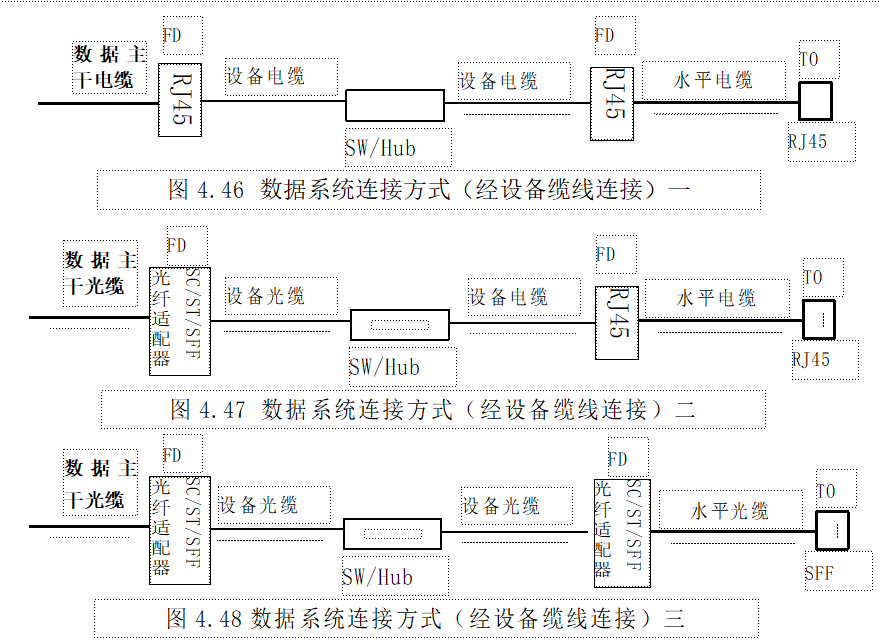 FD
FD
数据主
干电缆
RJ45
设备电缆
设备电缆
RJ45
水平电缆
TO
RJ45
SW/Hub
图 4.46 数据系统连接方式（经设备缆线连接）一
FD
FD
数据主
干光缆
光纤适配器
SC/ST/SFF
设备光缆
设备电缆
RJ45
水平电缆
TO
RJ45
SW/Hub
图 4.47 数据系统连接方式（经设备缆线连接）二
FD
FD
数据主
干光缆
光纤适配器
SC/ST/SFF
设备光缆
设备光缆
光纤适配器
SC/ST/SFF
水平光缆
TO
SFF
SW/Hub
图 4.48数据系统连接方式（经设备缆线连接）三